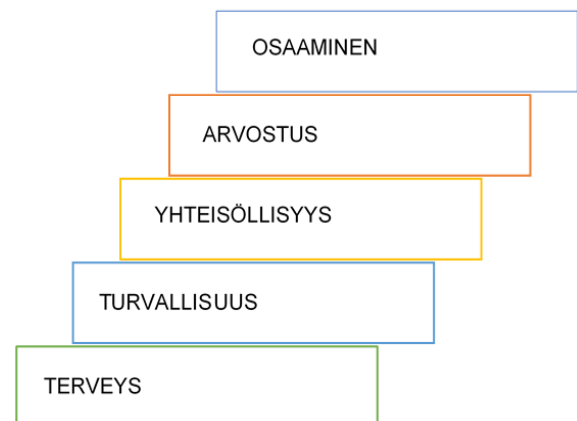 OSAAMINEN
ARVOSTUS
YHTEISÖLLISYYS
TURVALLISUUS
TERVEYS